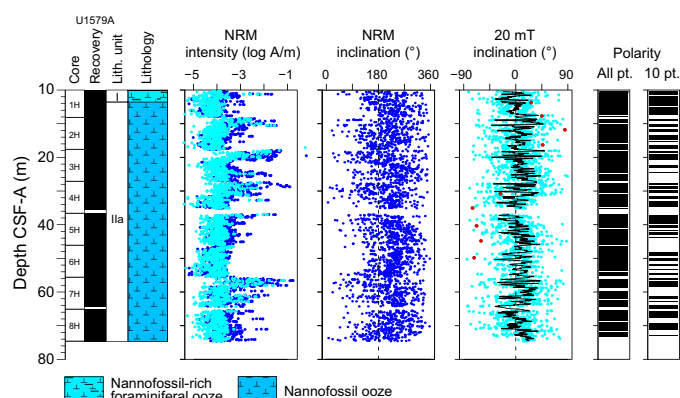 U1579A
Core
Recovery
Lith. unit
Lithology
NRM
intensity (log A/m)
−5 −3 −1
NRM
inclination (°)
0 180 360
20 mT
inclination (°)
−90 0 90
Polarity
All pt. 10 pt.
Depth CSF-A (m)
10
20
30
40
50
60
70
80
1H
2H
3H
4H
5H
6H
7H
8H
I
IIa
Nannofossil-rich
foraminiferal ooze
Nannofossil ooze